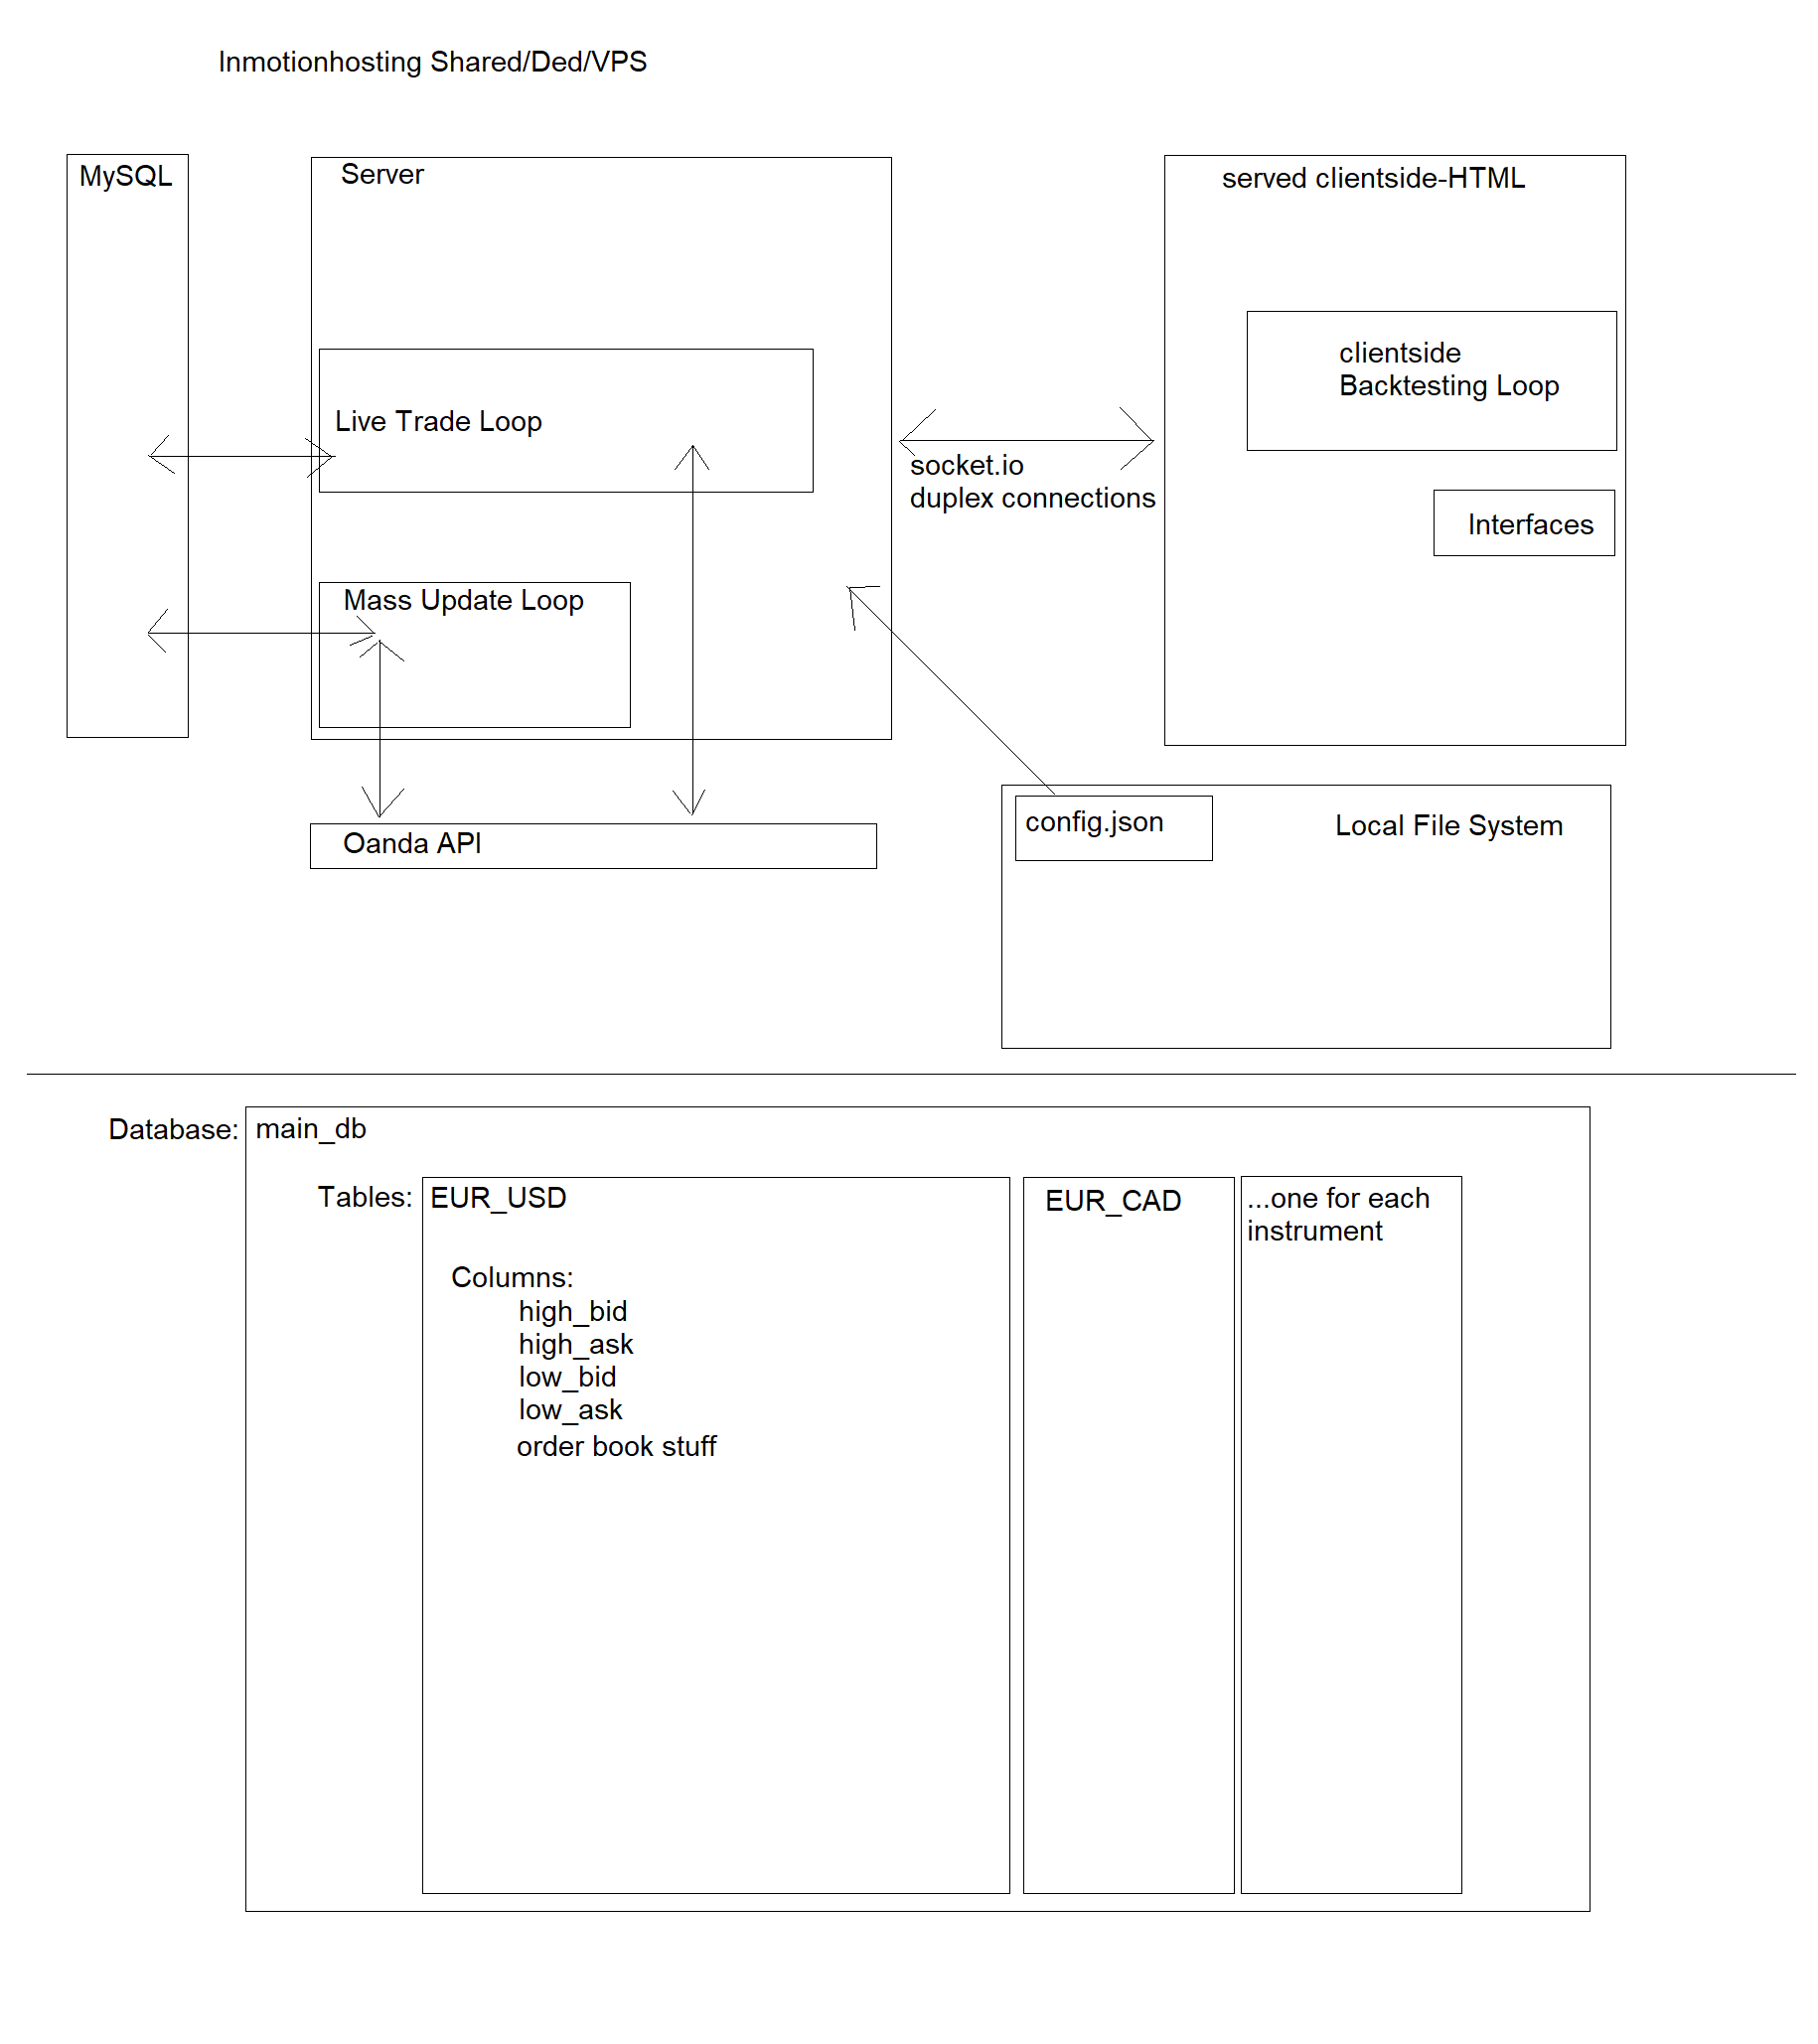 Inmotionhosting Shared/Ded/VPS
MySQL
Server
served clientside-HTML
Live Trade Loop
clientside
Backtesting Loop
socket.io
duplex connections
Interfaces
Mass Update Loop
Oanda API
config.json
Local File System
Database:
main_db
Tables:
EUR_USD
EUR_CAD
...one for each
instrument
Columns:
high_bid
high_ask
low_bid
low_ask
order book stuff